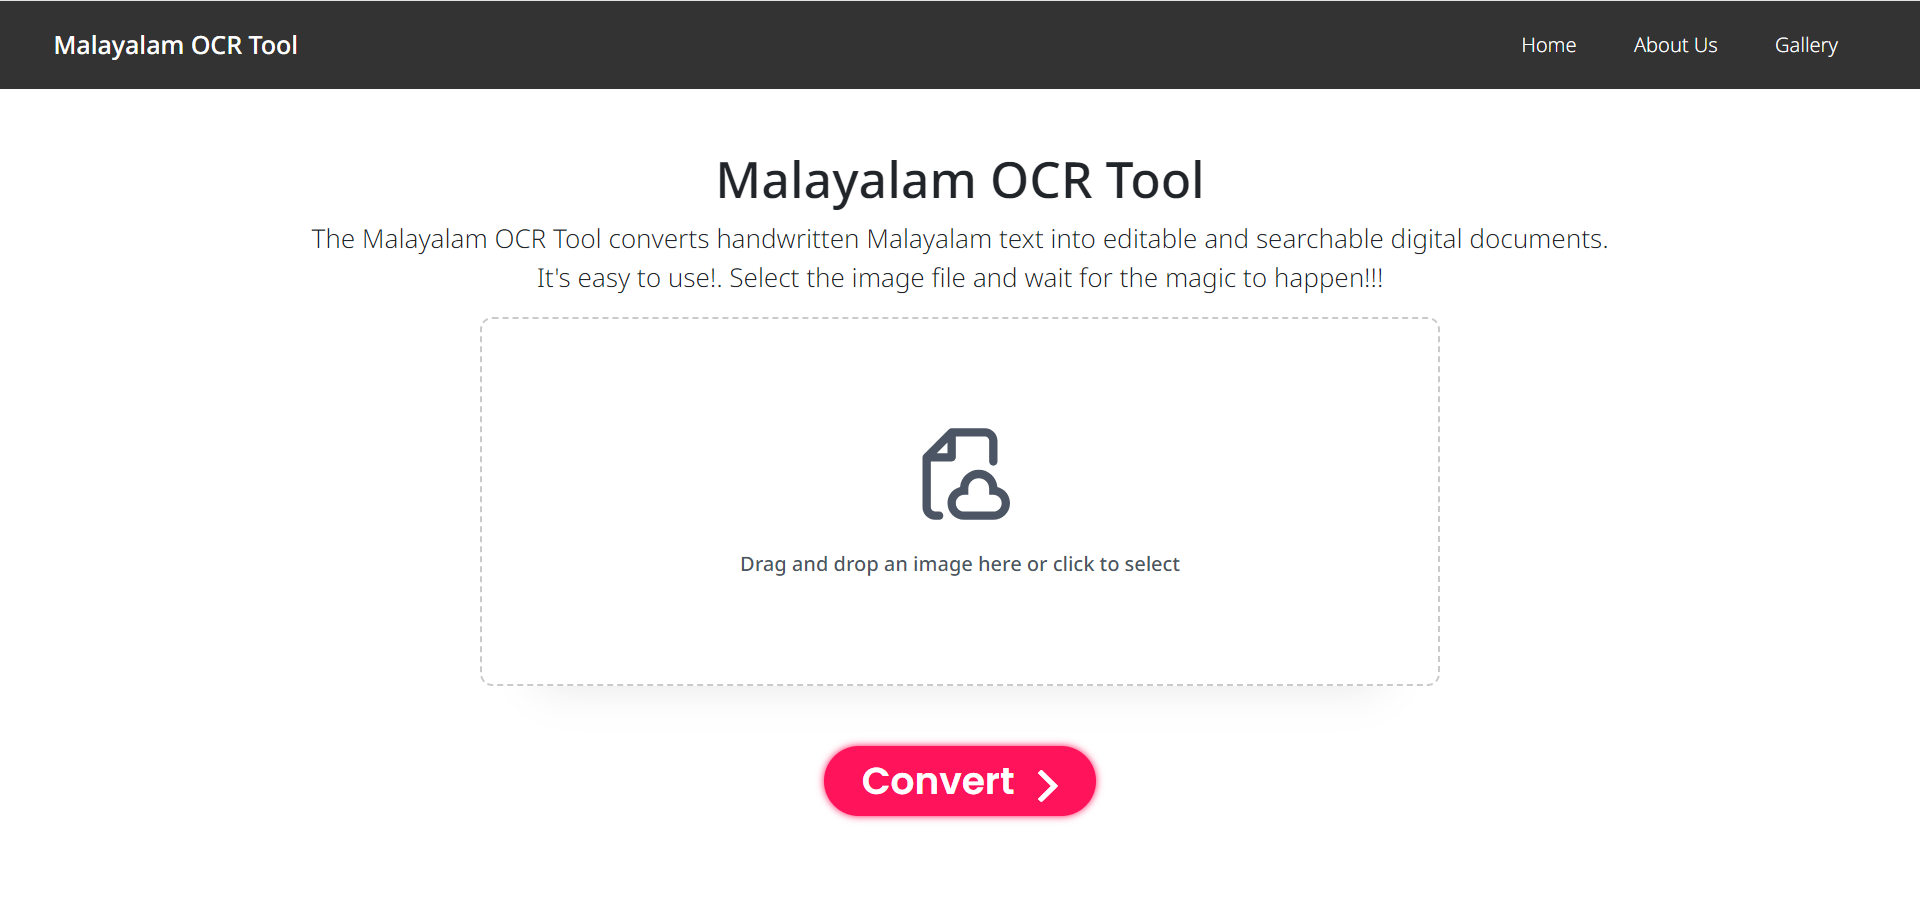 Malayalam OCR Tool
Home
About Us
Gallery
Malayalam OCR Tool
The Malayalam OCR Tool converts handwritten Malayalam text into editable and searchable digital documents.
It's easy to use!. Select the image file and wait for the magic to happen!!!
Drag and drop an image here or click to select
Convert